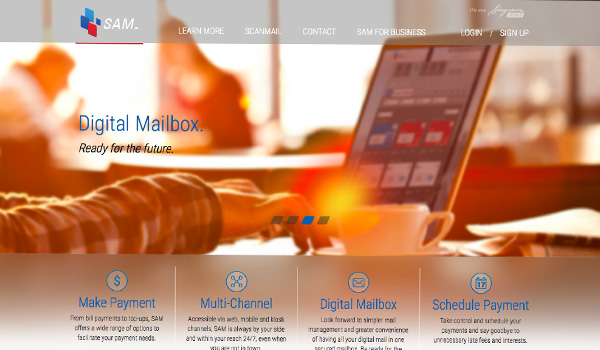 SAM
LEARN MORE
SCANMAIL
CONTACT
SAM FOR BUSINESS
LOGIN / SIGN UP
Digital Mailbox.
Ready for the future.
Make Payment
From bill payments to top-ups, SAM
offers a wide range of options to
facilitate your payment needs.
Multi-Channel
Accessible via web, mobile and kiosk
channels, SAM is always by your side
and within your reach 24/7, even when
you are not in town.
Digital Mailbox
Look forward to simpler mail
management and greater convenience
of having all your digital mail in one
secured mailbox. Be ready for the
17
Schedule Payment
Take control and schedule your
payments and say goodbye to
unnecessary late fees and interests.